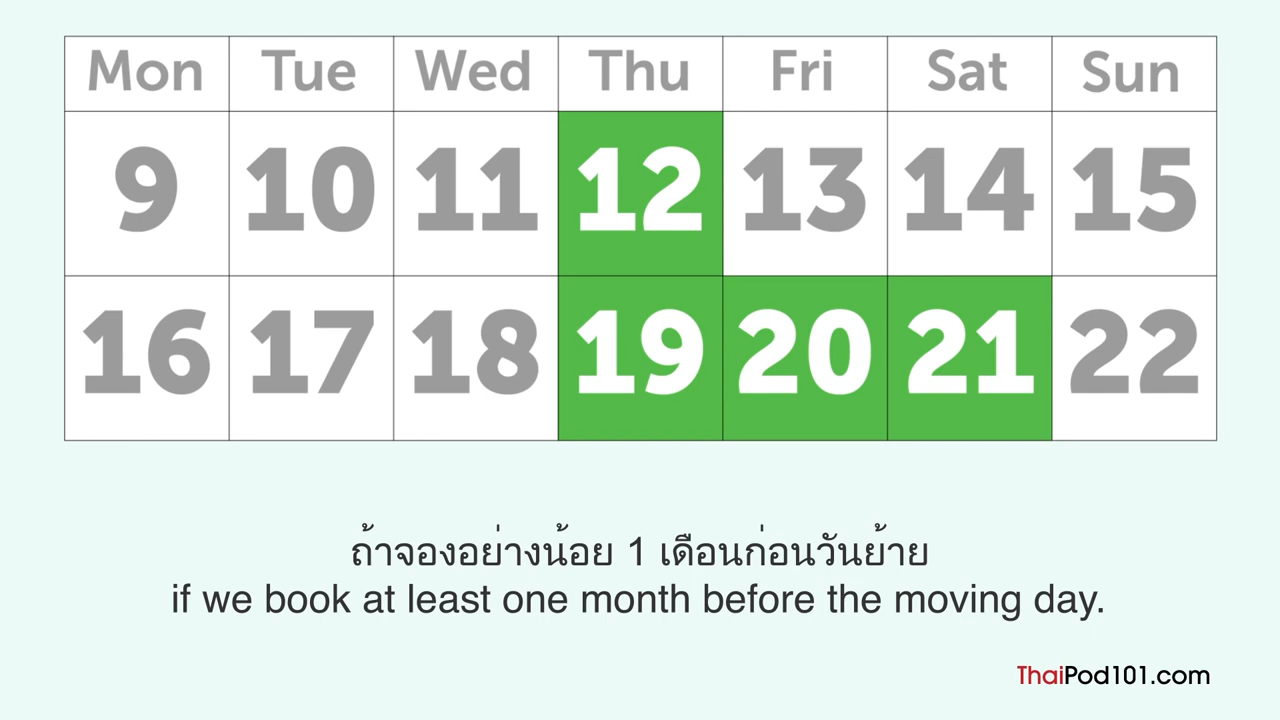 Mon Tue Wed Thu Fri Sat Sun
9 10 11 12 13 14 15
16 17 18 19 20 21 22
ถ้าจองอย่างน้อย 1 เดือนก่อนวันย้าย
if we book at least one month before the moving day.
ThaiPod101.com